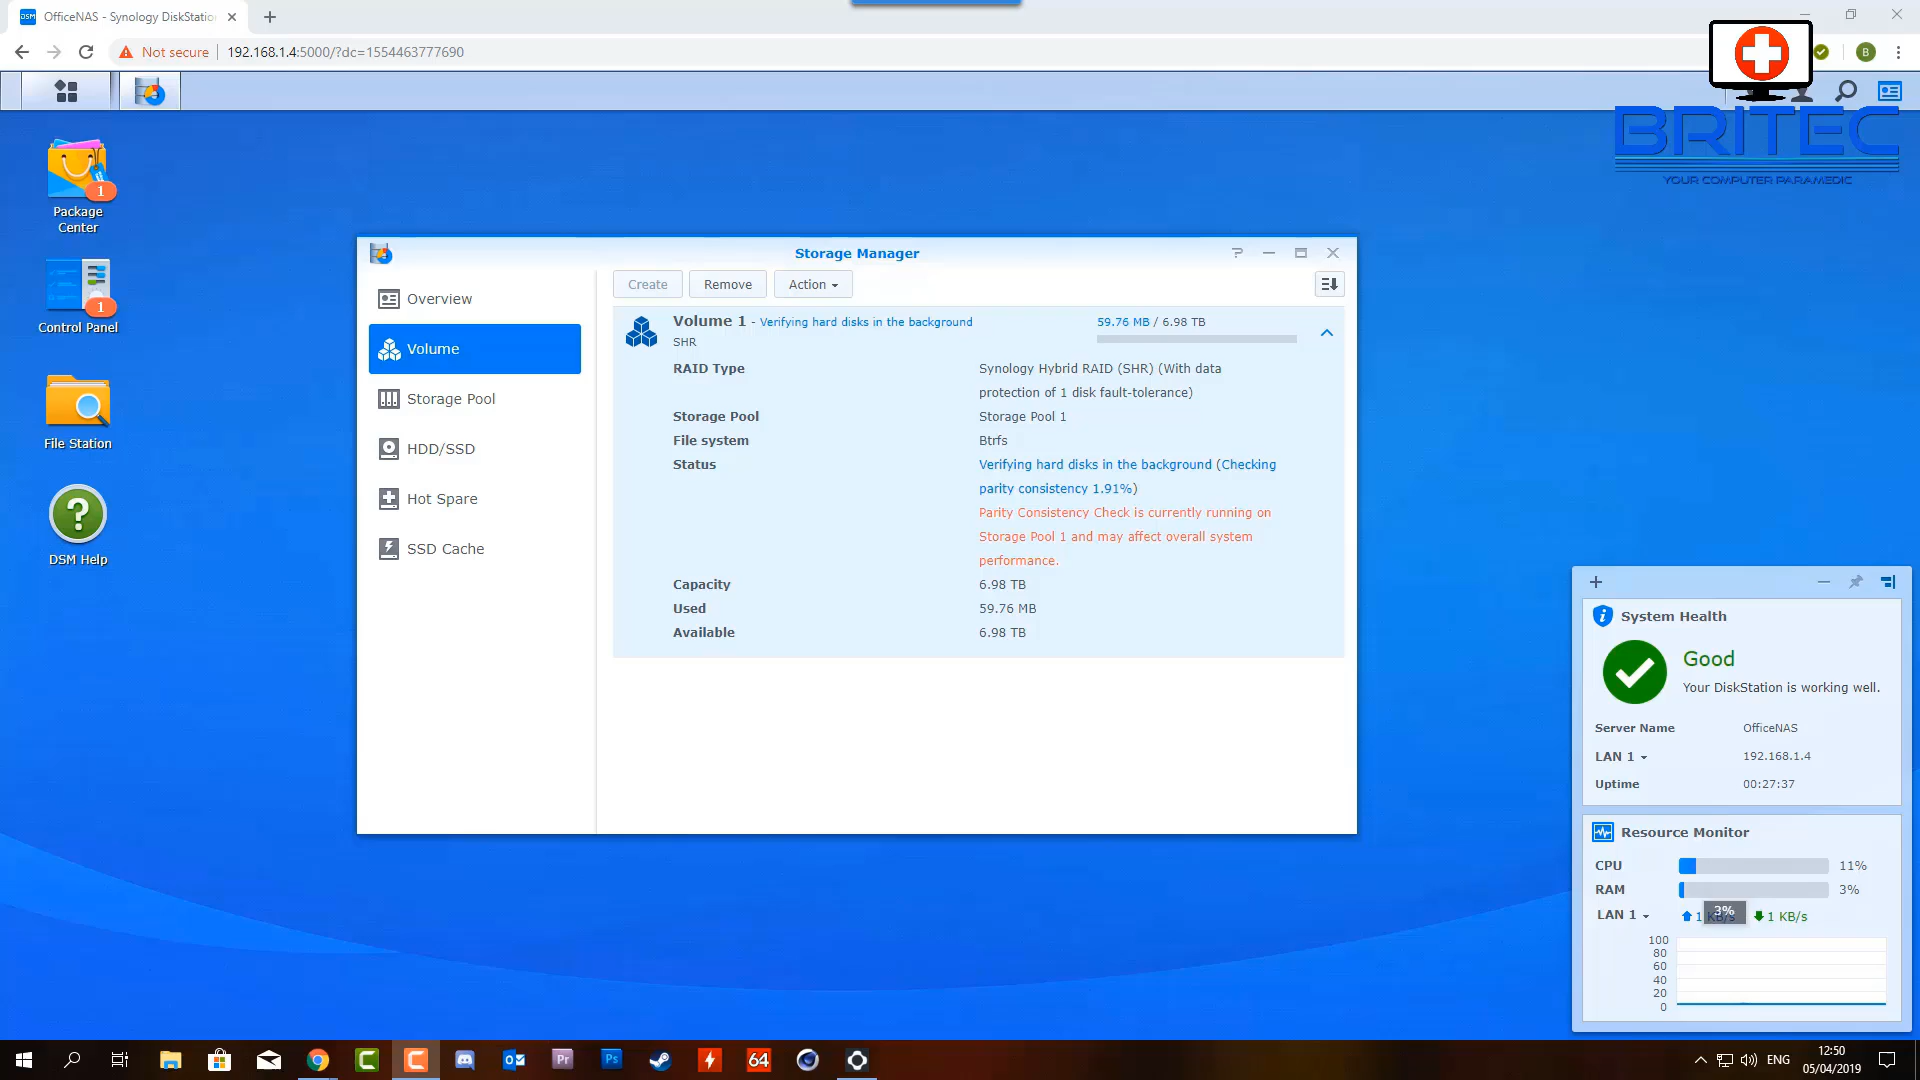 OfficeNAS - Synology DiskStatio
Not secure
192.168.1.4:5000/?dc=1554463777690
B
BRITEC
YOUR COMPUTER PARAMEDIC
1
Package
Center
1
Control Panel
File Station
?
DSM Help
Storage Manager
Overview
Volume
Storage Pool
HDD/SSD
Hot Spare
SSD Cache
Create
Remove
Action
Volume 1 - Verifying hard disks in the background
59.76 MB / 6.98 TB
SHR
RAID Type
Synology Hybrid RAID (SHR) (With data
protection of 1 disk fault-tolerance)
Storage Pool
Storage Pool 1
File system
Btrfs
Status
Verifying hard disks in the background (Checking
parity consistency 1.91%)
Parity Consistency Check is currently running on
Storage Pool 1 and may affect overall system
performance.
Capacity
6.98 TB
Used
59.76 MB
Available
6.98 TB
System Health
Good
Your DiskStation is working well.
Server Name
OfficeNAS
LAN 1
192.168.1.4
Uptime
00:27:37
Resource Monitor
CPU
11%
RAM
3%
LAN 1
1 KB/s
3%
1 KB/s
100
80
60
40
20
0
Pr
Ps
64
ENG
12:50
05/04/2019